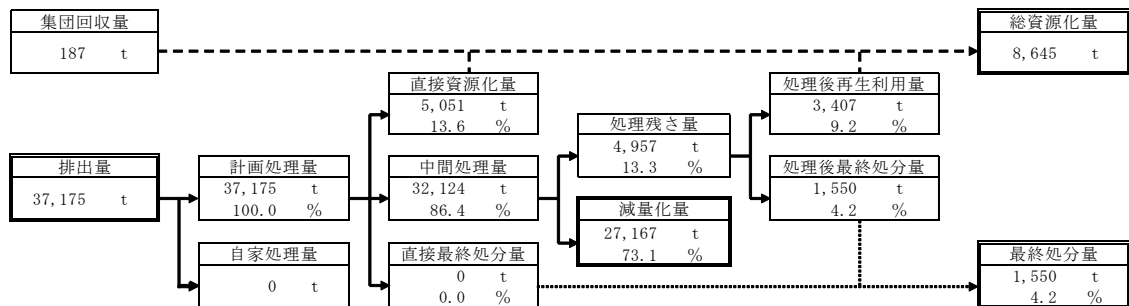 集団回収量
187 t
総資源化量
8,645 t
直接資源化量
5,051 t
13.6 %
処理後再生利用量
3,407 t
9.2 %
処理残さ量
4,957 t
13.3 %
排出量
37,175 t
計画処理量
37,175 t
100.0 %
中間処理量
32,124 t
86.4 %
処理後最終処分量
1,550 t
4.2 %
減量化量
27,167 t
73.1 %
自家処理量
0 t
直接最終処分量
0 t
0.0 %
最終処分量
1,550 t
4.2 %